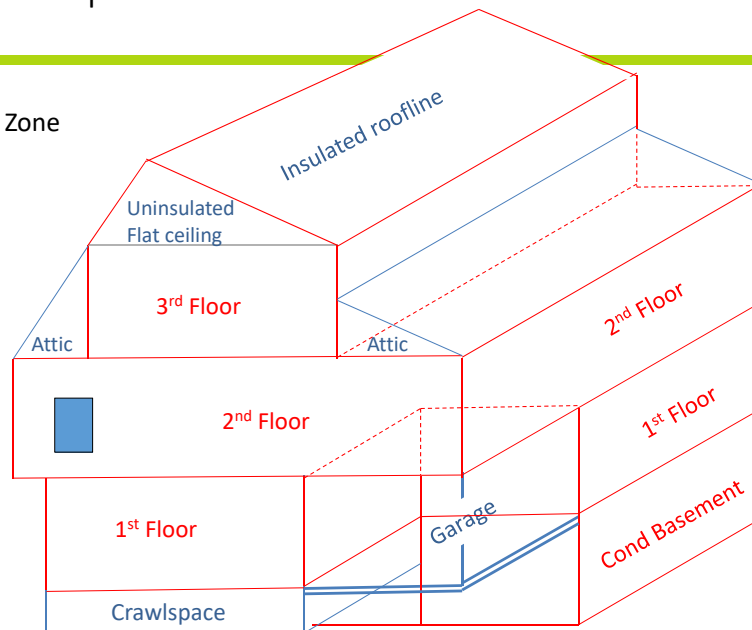 Zone
Insulated roofline
Uninsulated
Flat ceiling
3rd Floor
2nd Floor
Attic
Attic
2nd Floor
1st Floor
1st Floor
Garage
Cond Basement
Crawlspace